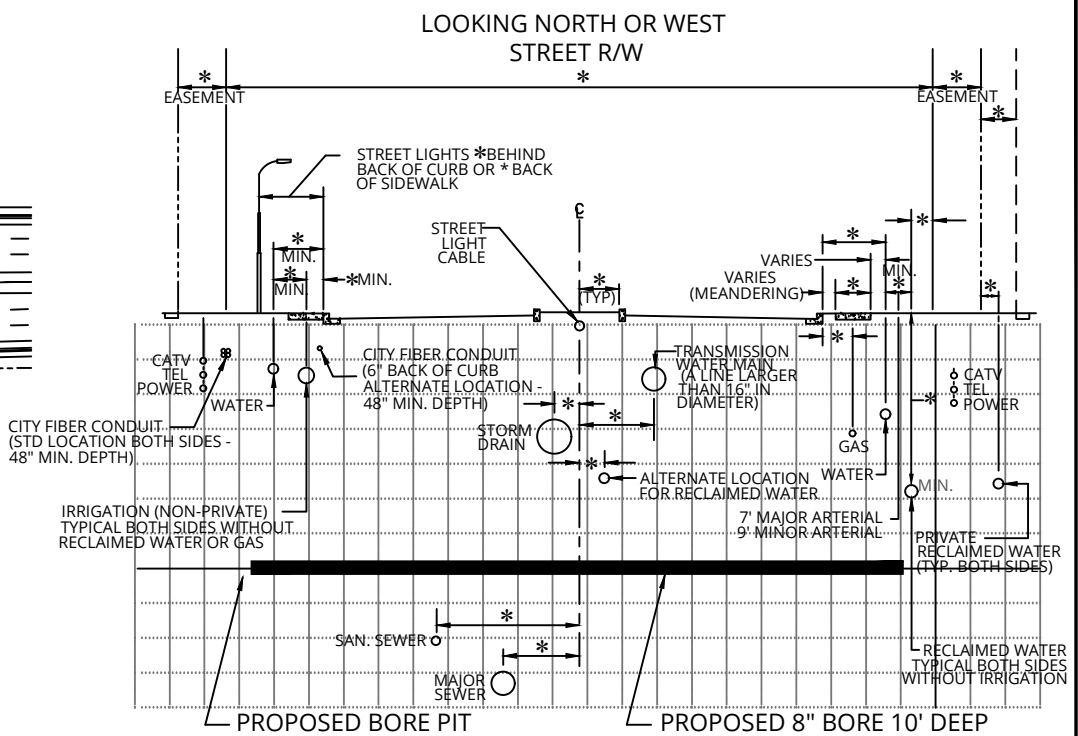 LOOKING NORTH OR WEST
STREET R/W
*
*
*
EASEMENT
EASEMENT
*
STREET LIGHTS *BEHIND
BACK OF CURB OR * BACK
OF SIDEWALK
STREET
LIGHT
CABLE
℄
*
MIN.
*
MIN.
*MIN.
*
(TYP)
VARIES
VARIES
(MEANDERING)
*
*
*
MIN.
*
*
*
CATV
TEL
POWER
WATER
CITY FIBER CONDUIT
(6" BACK OF CURB
ALTERNATE LOCATION -
48" MIN. DEPTH)
TRANSMISSION
WATER MAIN
(A LINE LARGER
THAN 16" IN
DIAMETER)
*
CATV
TEL
POWER
*
CITY FIBER CONDUIT
(STD LOCATION BOTH SIDES -
48" MIN. DEPTH)
*
*
STORM
DRAIN
*
GAS
WATER
ALTERNATE LOCATION
FOR RECLAIMED WATER
MIN.
IRRIGATION (NON-PRIVATE)
TYPICAL BOTH SIDES WITHOUT
RECLAIMED WATER OR GAS
7' MAJOR ARTERIAL
9' MINOR ARTERIAL
PRIVATE
RECLAIMED WATER
(TYP. BOTH SIDES)
*
SAN. SEWER
*
MAJOR
SEWER
RECLAIMED WATER
TYPICAL BOTH SIDES
WITHOUT IRRIGATION
PROPOSED BORE PIT
PROPOSED 8" BORE 10' DEEP